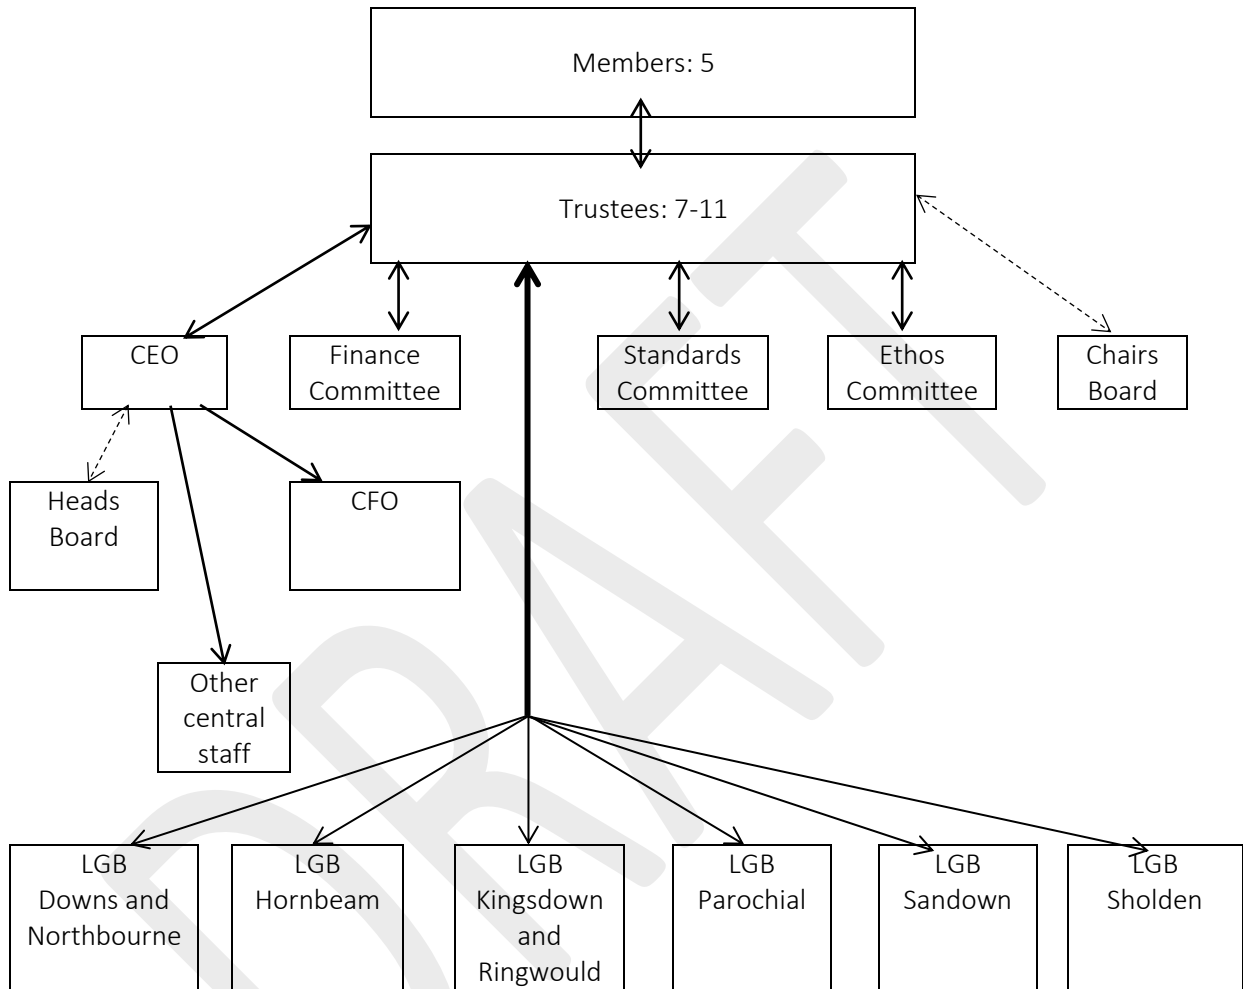 Members: 5
Trustees: 7-11
CEO
Finance
Committee
Standards
Committee
Ethos
Committee
Chairs
Board
Heads
Board
CFO
Other
central
staff
LGB
Downs and
Northbourne
LGB
Hornbeam
LGB
Kingsdown
and
Ringwould
LGB
Parochial
LGB
Sandown
LGB
Sholden
DRAFT